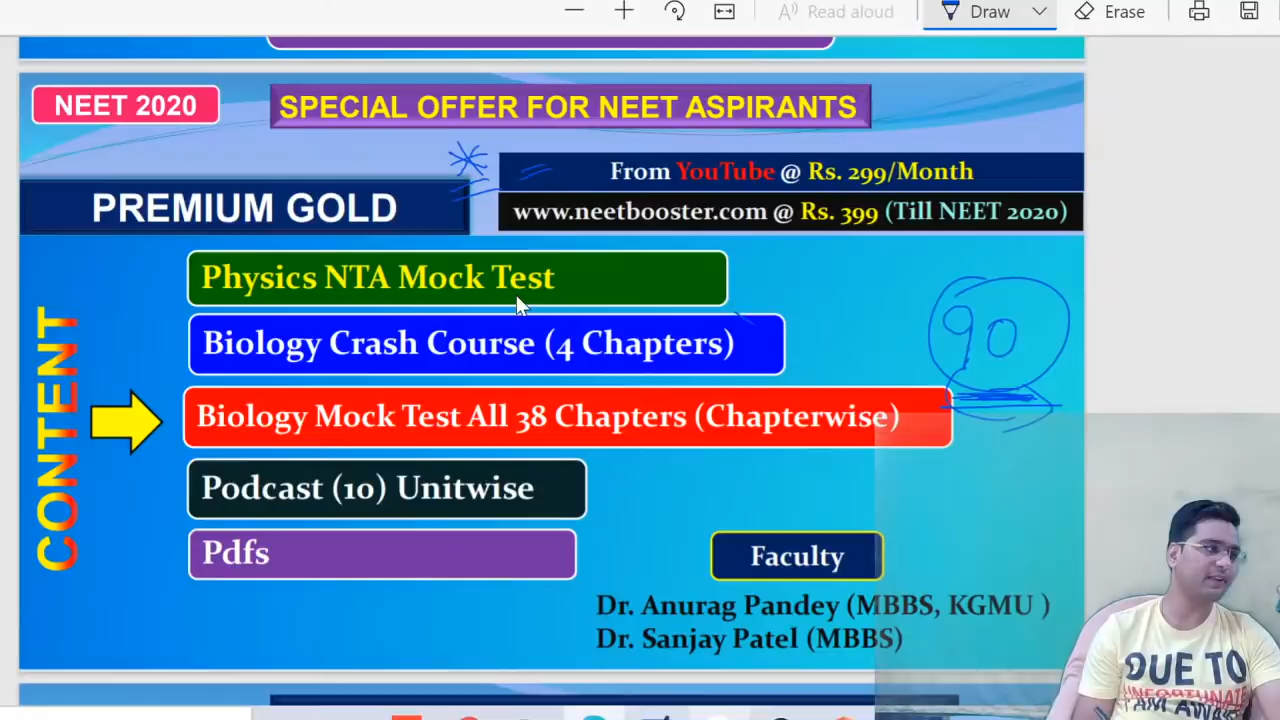 Read aloud
Draw
Erase
NEET 2020
SPECIAL OFFER FOR NEET ASPIRANTS
From YouTube @ Rs. 299/Month
PREMIUM GOLD
www.neetbooster.com @ Rs. 399 (Till NEET 2020)
CONTENT
Physics NTA Mock Test
Biology Crash Course (4 Chapters)
90
Biology Mock Test All 38 Chapters (Chapterwise)
Podcast (10) Unitwise
Pdfs
Faculty
Dr. Anurag Pandey (MBBS, KGMU )
Dr. Sanjay Patel (MBBS)
DUE TO
UNFORTUNATE
I AM AWA